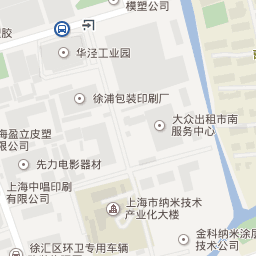 模塑公司
胶
华泾工业园
徐浦包装印刷厂
大众出租市南
服务中心
海盈立皮塑
公司
先力电影器材
上海中唱印刷
有限公司
上海市纳米技术
产业化大楼
金科纳米涂层
技术公司
徐汇区环卫专用车辆